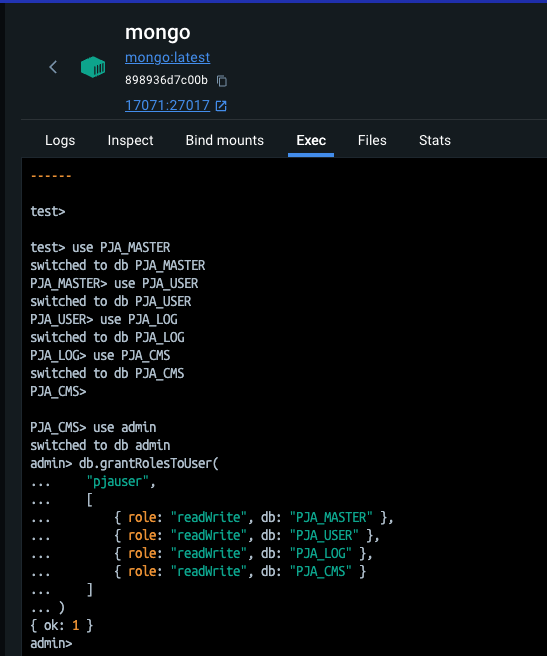 mongo
mongo:latest
898936d7c00b
17071:27017
Logs Inspect Bind mounts Exec Files Stats
------
test>
test> use PJA_MASTER
switched to db PJA_MASTER
PJA_MASTER> use PJA_USER
switched to db PJA_USER
PJA_USER> use PJA_LOG
switched to db PJA_LOG
PJA_LOG> use PJA_CMS
switched to db PJA_CMS
PJA_CMS>
PJA_CMS> use admin
switched to db admin
admin> db.grantRolesToUser(
...     "pjauser",
...     [
...         { role: "readWrite", db: "PJA_MASTER" },
...         { role: "readWrite", db: "PJA_USER" },
...         { role: "readWrite", db: "PJA_LOG" },
...         { role: "readWrite", db: "PJA_CMS" }
...     ]
... )
{ ok: 1 }
admin>